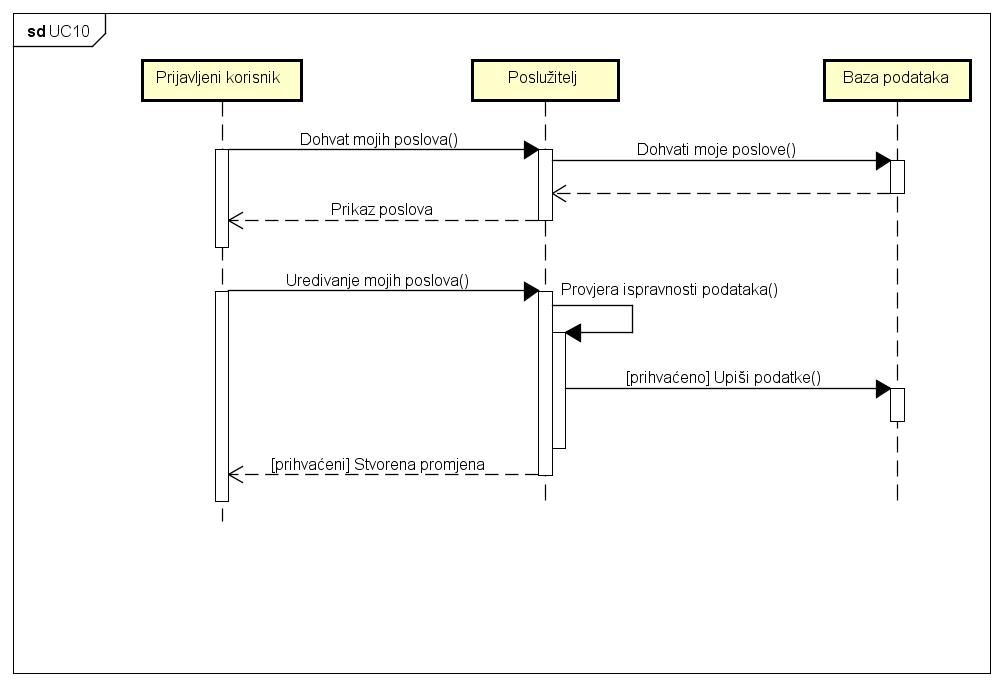 sd UC10
Prijavljeni korisnik
Poslužitelj
Baza podataka
Dohvat mojih poslova()
Dohvati moje poslove()
Prikaz poslova
Uređivanje mojih poslova()
Provjera ispravnosti podataka()
[prihvaćeno] Upiši podatke()
[prihvaćeni] Stvorena promjena